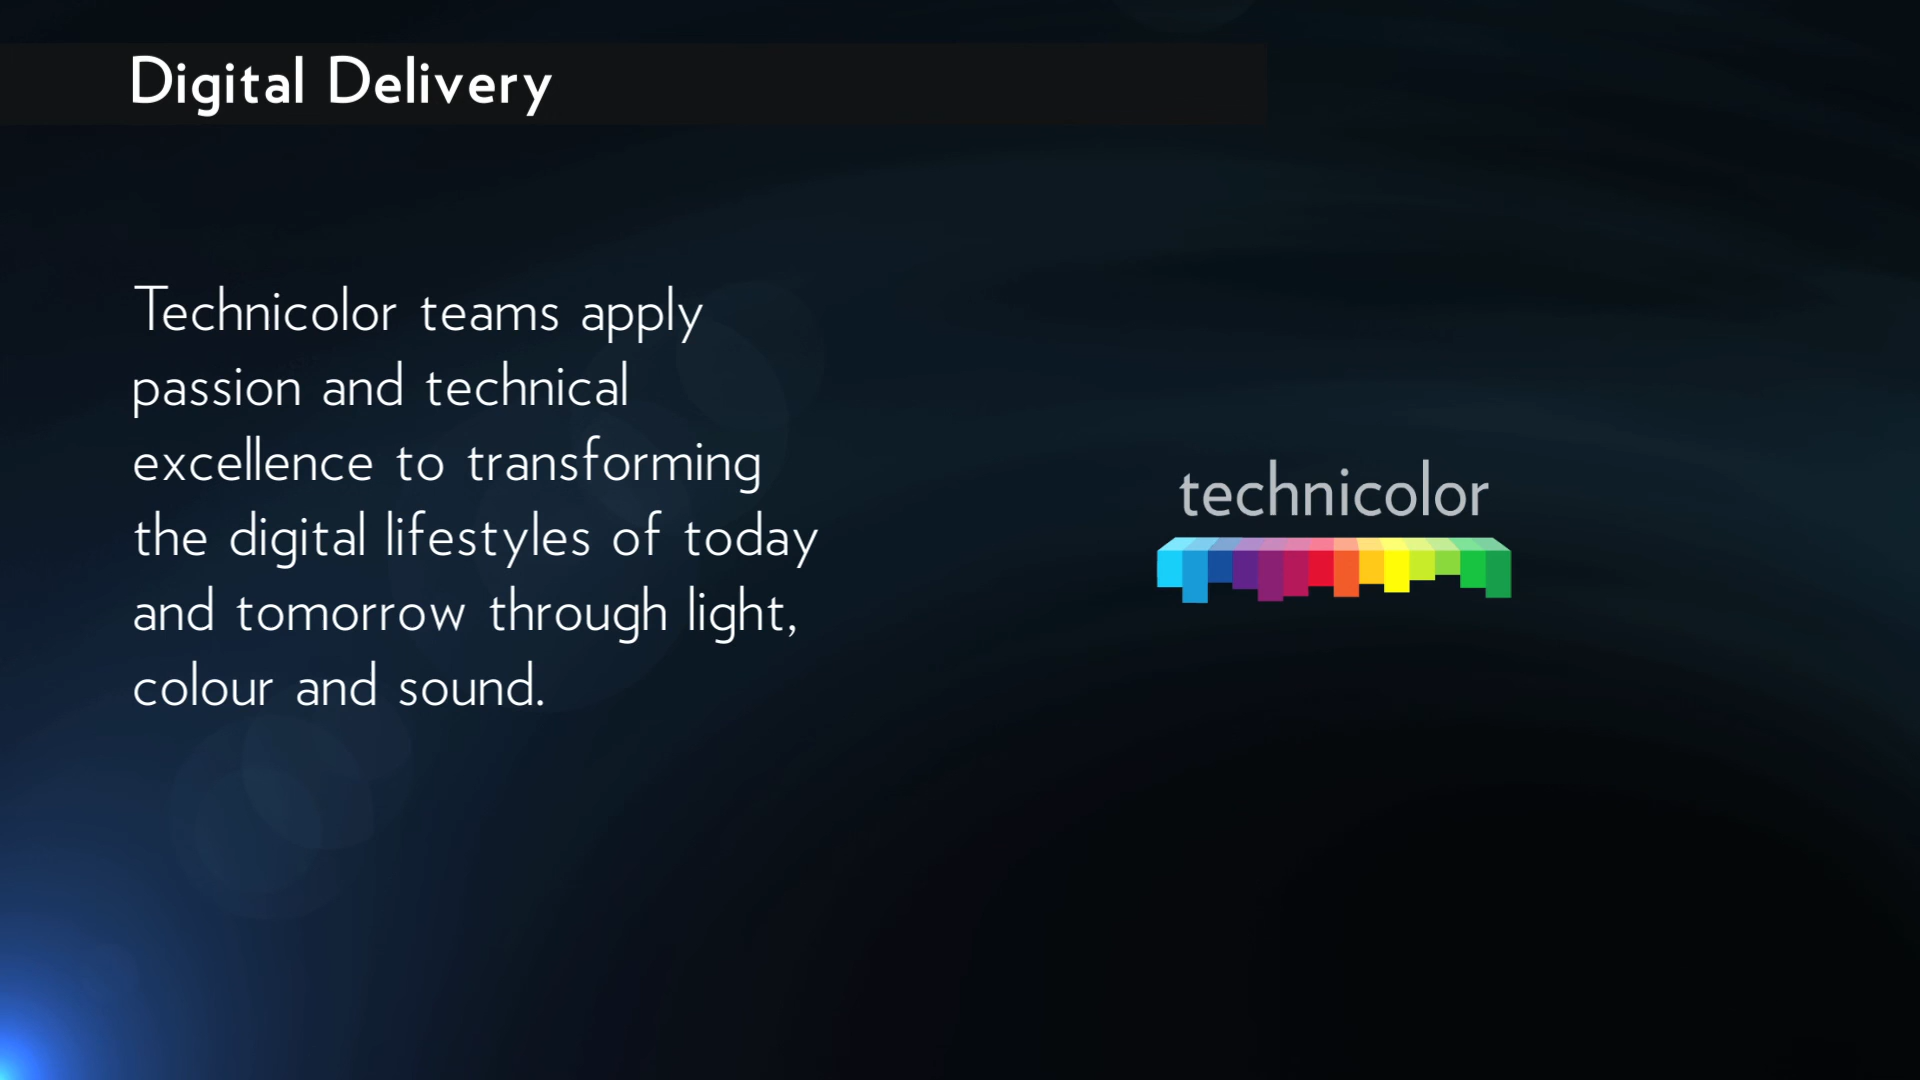 Digital Delivery
Technicolor teams apply
passion and technical
excellence to transforming
the digital lifestyles of today
and tomorrow through light,
colour and sound.
technicolor